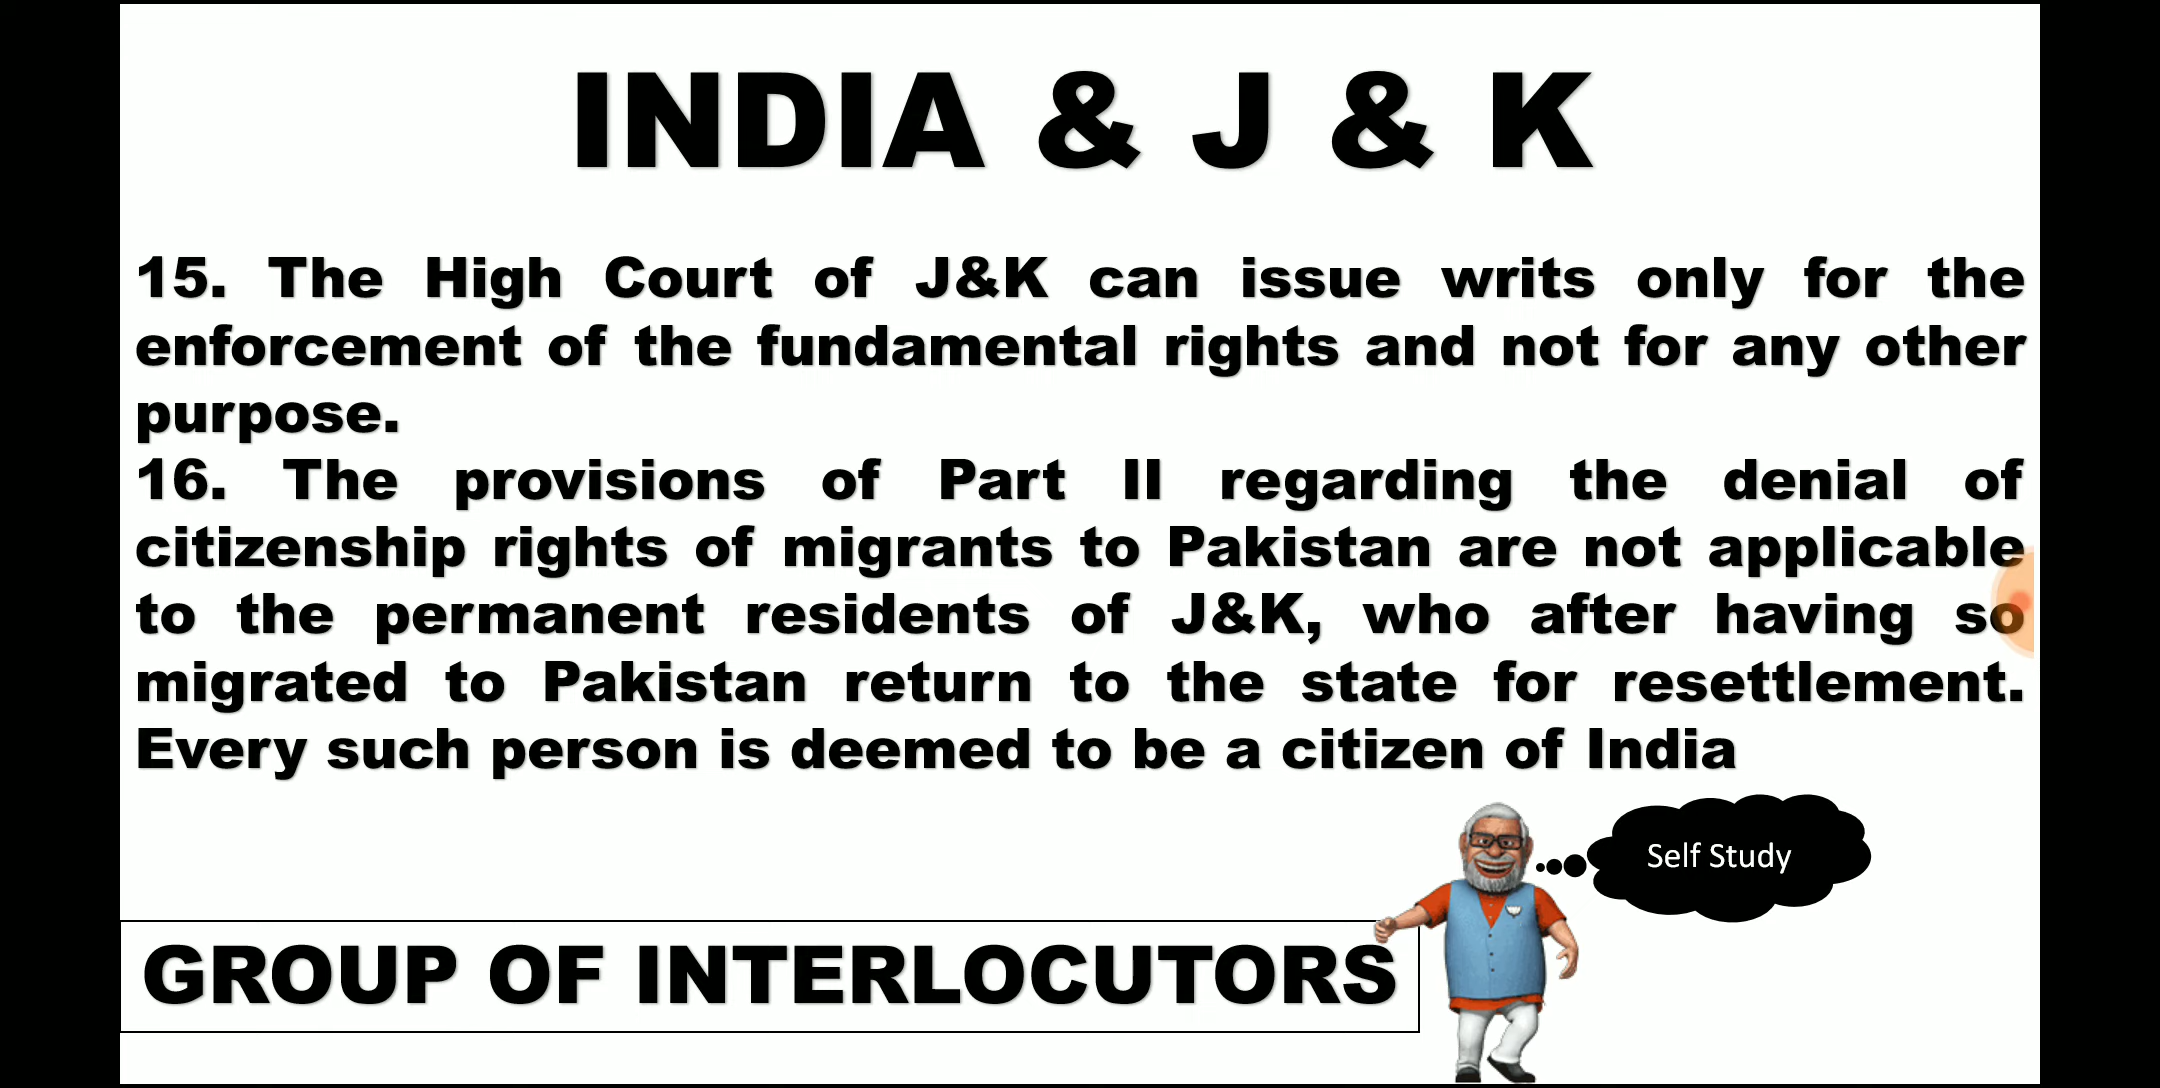 INDIA & J & K
15. The High Court of J&K can issue writs only for the
enforcement of the fundamental rights and not for any other
purpose.
16. The provisions of Part II regarding the denial of
citizenship rights of migrants to Pakistan are not applicable
to the permanent residents of J&K, who after having so
migrated to Pakistan return to the state for resettlement.
Every such person is deemed to be a citizen of India
Self Study
GROUP OF INTERLOCUTORS